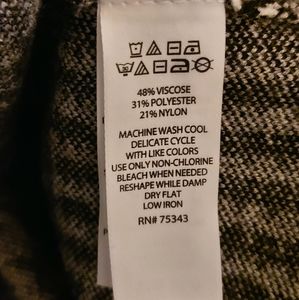 48% VISCOSE
31% POLYESTER
21% NYLON
MACHINE WASH COOL
DELICATE CYCLE
WITH LIKE COLORS
USE ONLY NON-CHLORINE
BLEACH WHEN NEEDED
RESHAPE WHILE DAMP
DRY FLAT
LOW IRON
RN# 75343